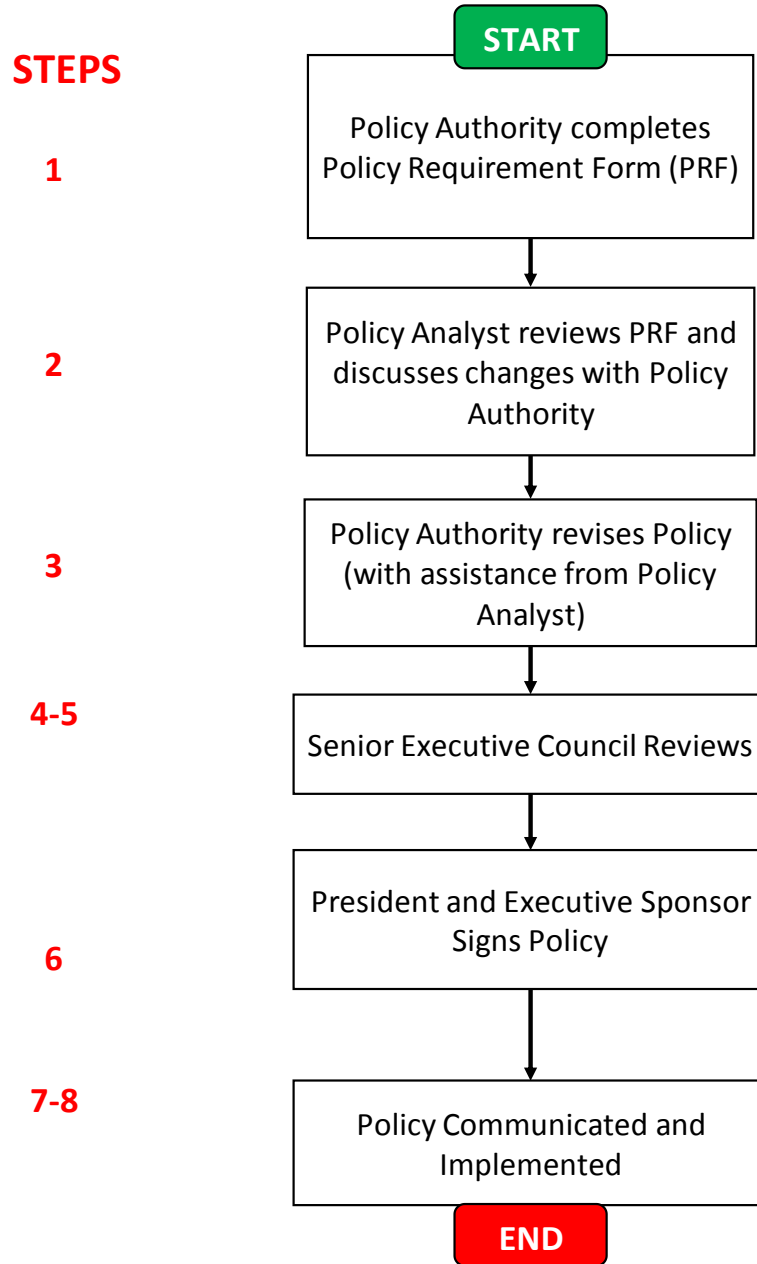 START
STEPS
1
Policy Authority completes
Policy Requirement Form (PRF)
2
Policy Analyst reviews PRF and
discusses changes with Policy
Authority
3
Policy Authority revises Policy
(with assistance from Policy
Analyst)
4-5
Senior Executive Council Reviews
6
President and Executive Sponsor
Signs Policy
7-8
Policy Communicated and
Implemented
END